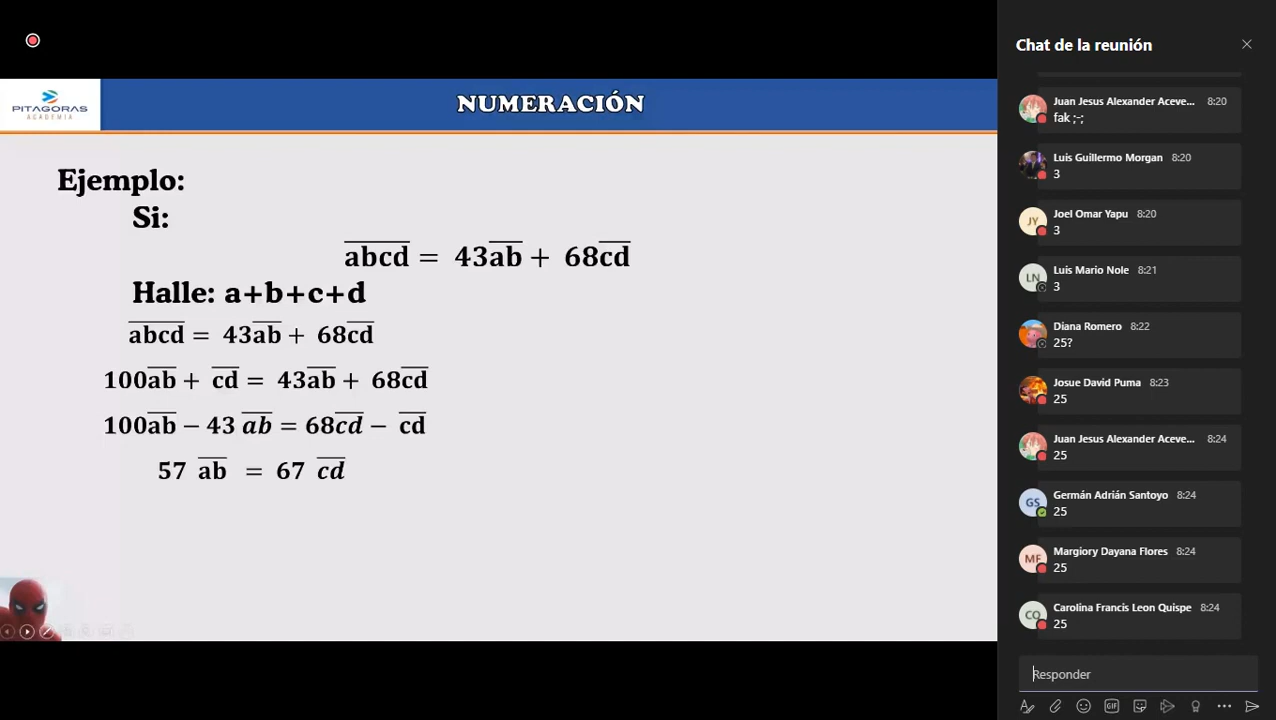 PITAGORAS
ACADEMIA
NUMERACIÓN
Ejemplo:
Si:
abcd = 43ab + 68cd
Halle: a+b+c+d
abcd = 43ab + 68cd
100ab + cd = 43ab + 68cd
100ab − 43 ab = 68cd − cd
57 ab = 67 cd
Chat de la reunión
Juan Jesus Alexander Aceve... 8:20
fak ;-;
Luis Guillermo Morgan 8:20
3
JY Joel Omar Yapu 8:20
3
LN Luis Mario Nole 8:21
3
Diana Romero 8:22
25?
Josue David Puma 8:23
25
Juan Jesus Alexander Aceve... 8:24
25
GS Germán Adrián Santoyo 8:24
25
MF Margiory Dayana Flores 8:24
25
CO Carolina Francis Leon Quispe 8:24
25
Responder
GIF